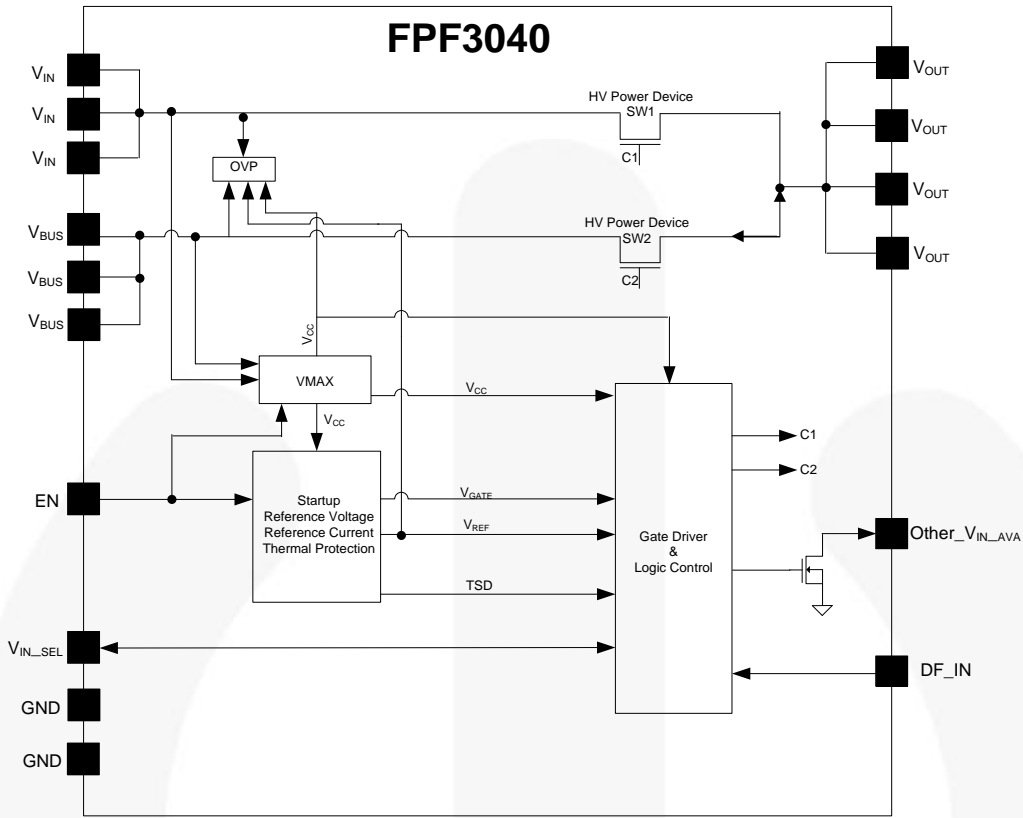 FPF3040
V_IN
V_IN
V_IN
V_BUS
V_BUS
V_BUS
EN
V_IN_SEL
GND
GND
OVP
HV Power Device
SW1
C1
HV Power Device
SW2
C2
V_OUT
V_OUT
V_OUT
V_OUT
V_CC
VMAX
V_CC
V_CC
Startup
Reference Voltage
Reference Current
Thermal Protection
V_GATE
V_REF
TSD
Gate Driver
&
Logic Control
C1
C2
Other_V_IN_AVA
DF_IN